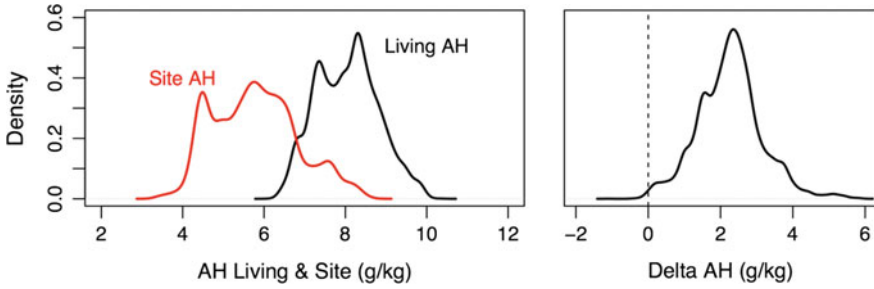 0.6
0.4
0.2
0.0
Density
Site AH
Living AH
2 4 6 8 10 12
AH Living & Site (g/kg)
−2 0 2 4 6
Delta AH (g/kg)